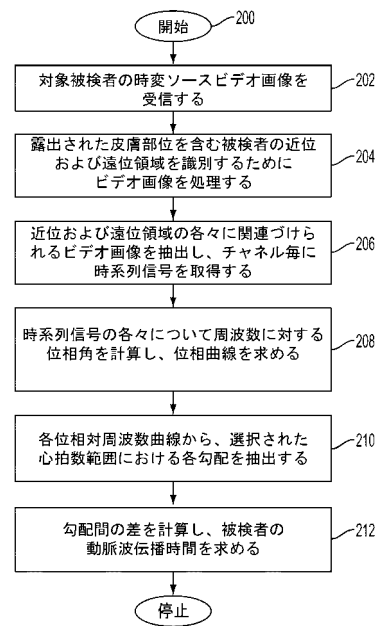 開始
200
対象被検者の時変ソースビデオ画像を
受信する
202
露出された皮膚部位を含む被検者の近位
および遠位領域を識別するために
ビデオ画像を処理する
204
近位および遠位領域の各々に関連づけ
られるビデオ画像を抽出し、チャネル毎に
時系列信号を取得する
206
時系列信号の各々について周波数に対する
位相角を計算し、位相曲線を求める
208
各位相対周波数曲線から、選択された
心拍数範囲における各勾配を抽出する
210
勾配間の差を計算し、被検者の
動脈波伝播時間を求める
212
停止